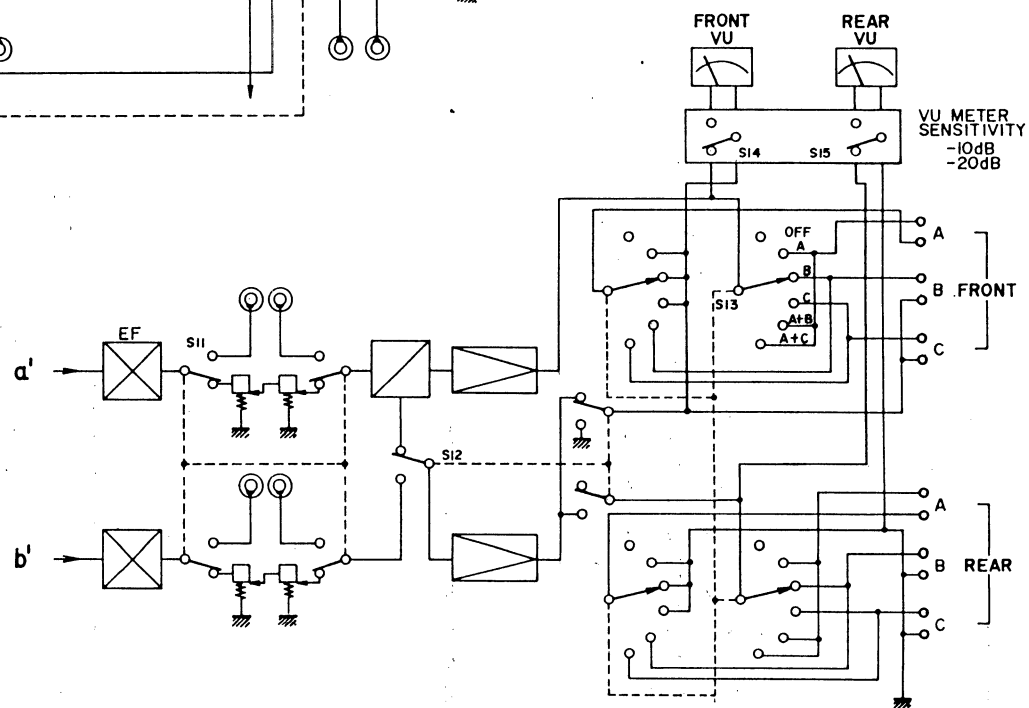 FRONT
VU
REAR
VU
VU METER
SENSITIVITY
-10dB
-20dB
S14
S15
OFF
A
B
C
A+B
A+C
S13
A
B
C
FRONT
EF
S11
a'
S12
b'
A
B
C
REAR